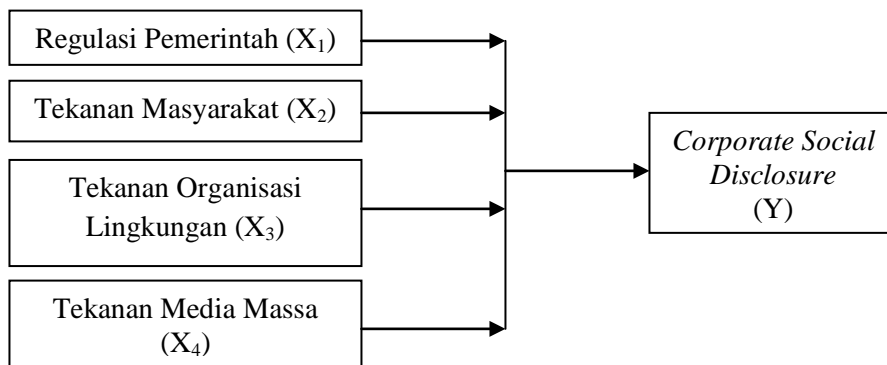 Regulasi Pemerintah (X₁)
Tekanan Masyarakat (X₂)
Tekanan Organisasi
Lingkungan (X₃)
Tekanan Media Massa
(X₄)
Corporate Social
Disclosure
(Y)